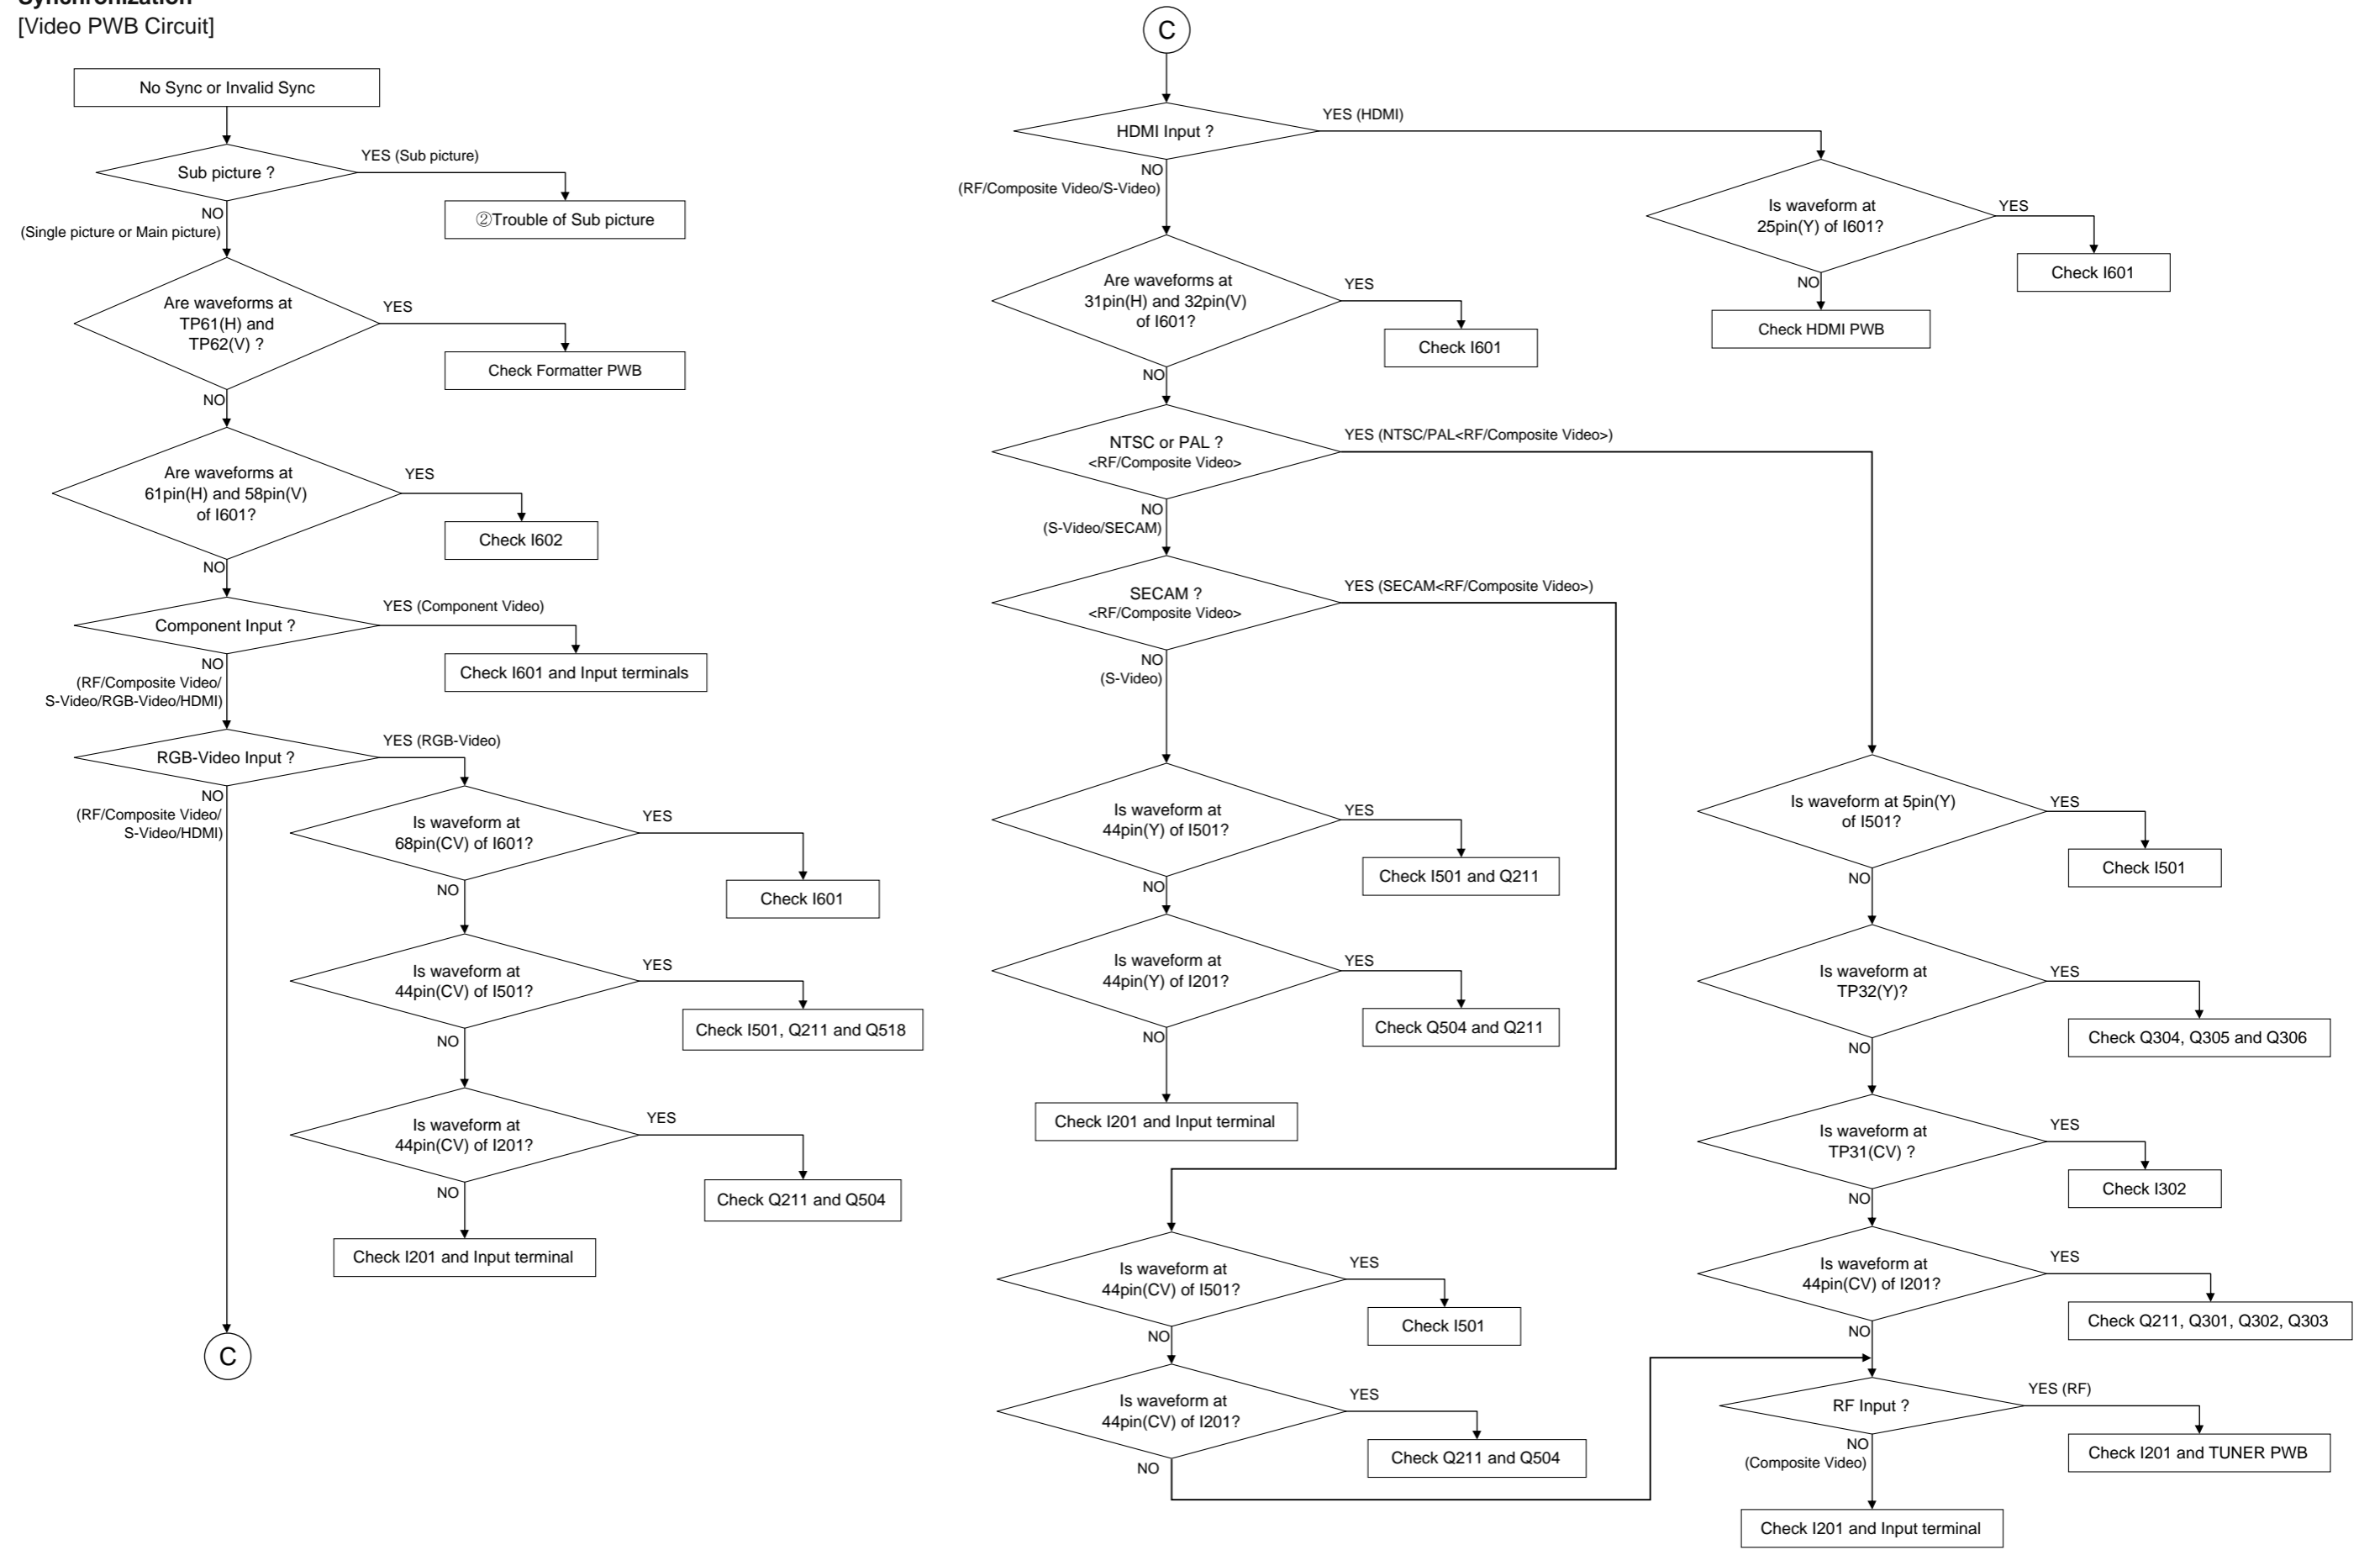 Synchronization
[Video PWB Circuit]
No Sync or Invalid Sync
Sub picture ?
YES (Sub picture)
②Trouble of Sub picture
NO
(Single picture or Main picture)
Are waveforms at
TP61(H) and
TP62(V) ?
YES
Check Formatter PWB
NO
Are waveforms at
61pin(H) and 58pin(V)
of I601?
YES
Check I602
NO
Component Input ?
YES (Component Video)
Check I601 and Input terminals
NO
(RF/Composite Video/
S-Video/RGB-Video/HDMI)
RGB-Video Input ?
YES (RGB-Video)
NO
(RF/Composite Video/
S-Video/HDMI)
Is waveform at
68pin(CV) of I601?
YES
Check I601
NO
Is waveform at
44pin(CV) of I501?
YES
Check I501, Q211 and Q518
NO
Is waveform at
44pin(CV) of I201?
YES
Check Q211 and Q504
NO
Check I201 and Input terminal
C
C
HDMI Input ?
YES (HDMI)
Is waveform at
25pin(Y) of I601?
YES
Check I601
NO
Check HDMI PWB
NO
(RF/Composite Video/S-Video)
Are waveforms at
31pin(H) and 32pin(V)
of I601?
YES
Check I601
NO
NTSC or PAL ?
<RF/Composite Video>
YES (NTSC/PAL<RF/Composite Video>)
NO
(S-Video/SECAM)
SECAM ?
<RF/Composite Video>
YES (SECAM<RF/Composite Video>)
NO
(S-Video)
Is waveform at
44pin(Y) of I501?
YES
Check I501 and Q211
NO
Is waveform at
44pin(Y) of I201?
YES
Check Q504 and Q211
NO
Check I201 and Input terminal
Is waveform at
44pin(CV) of I501?
YES
Check I501
NO
Is waveform at
44pin(CV) of I201?
YES
Check Q211 and Q504
NO
Is waveform at 5pin(Y)
of I501?
YES
Check I501
NO
Is waveform at
TP32(Y)?
YES
Check Q304, Q305 and Q306
NO
Is waveform at
TP31(CV) ?
YES
Check I302
NO
Is waveform at
44pin(CV) of I201?
YES
Check Q211, Q301, Q302, Q303
NO
RF Input ?
YES (RF)
Check I201 and TUNER PWB
NO
(Composite Video)
Check I201 and Input terminal